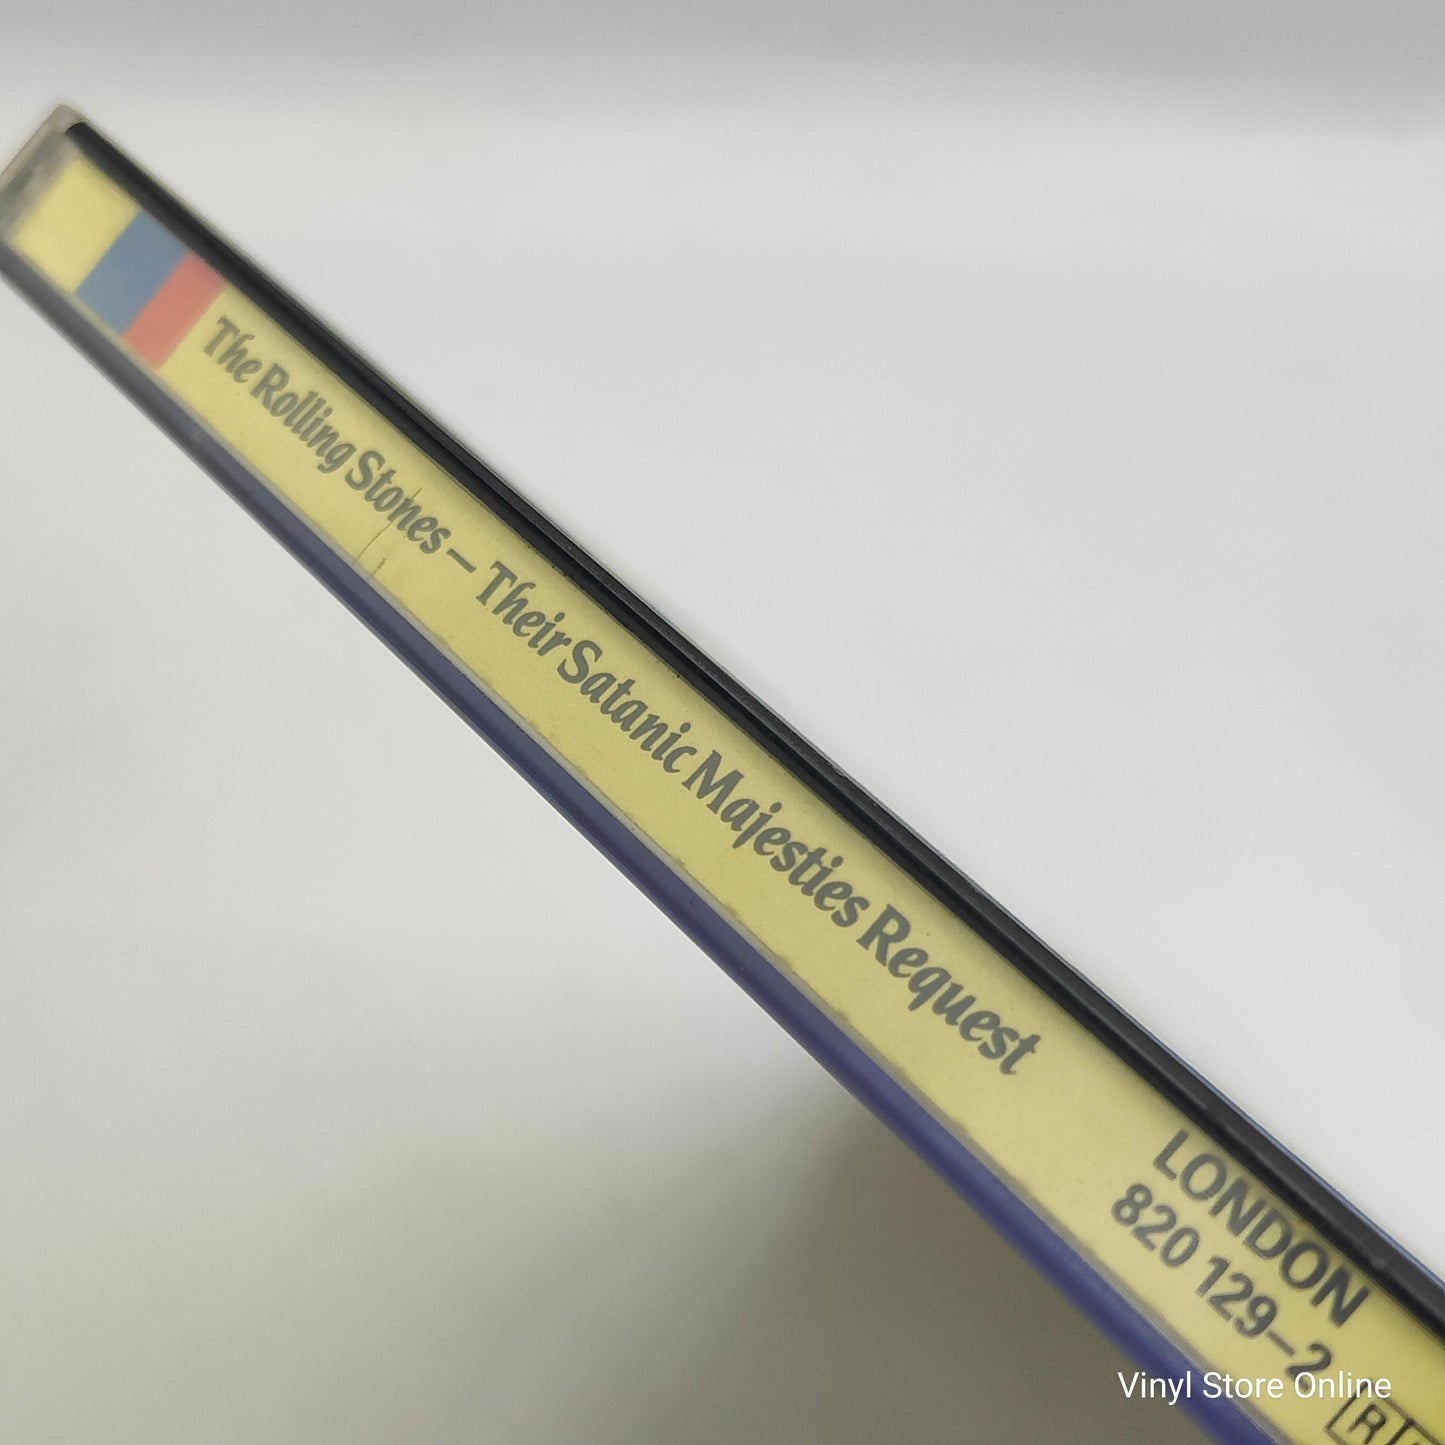 The Rolling Stones – Their Satanic Majesties Request
LONDON
820 129–2
R
Vinyl Store Online